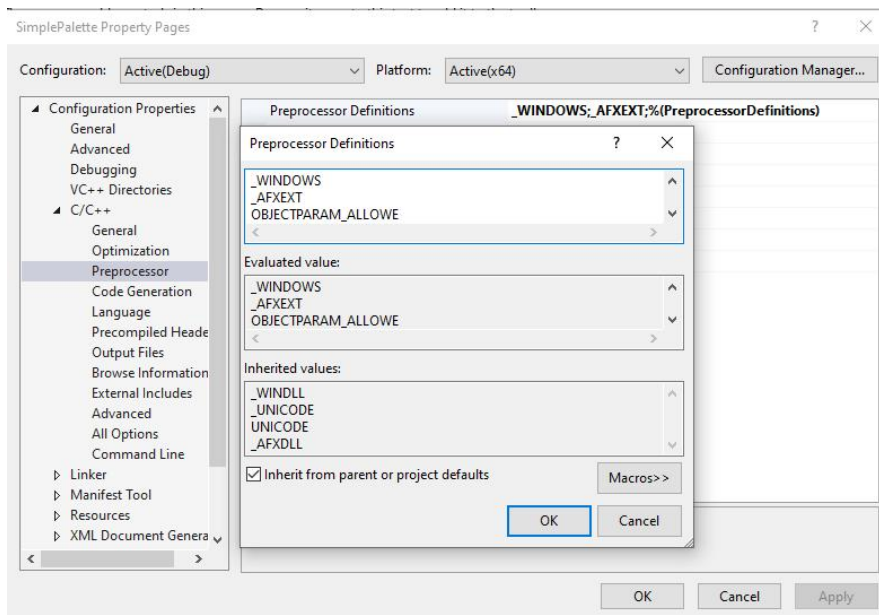 SimplePalette Property Pages ? ×
Configuration: Active(Debug) Platform: Active(x64) Configuration Manager...
Configuration Properties
General
Advanced
Debugging
VC++ Directories
C/C++
General
Optimization
Preprocessor
Code Generation
Language
Precompiled Heade
Output Files
Browse Information
External Includes
Advanced
All Options
Command Line
Linker
Manifest Tool
Resources
XML Document Genera
Preprocessor Definitions _WINDOWS;_AFXEXT;%(PreprocessorDefinitions)
Preprocessor Definitions ? ×
_WINDOWS
_AFXEXT
OBJECTPARAM_ALLOWE
Evaluated value:
_WINDOWS
_AFXEXT
OBJECTPARAM_ALLOWE
Inherited values:
_WINDLL
_UNICODE
UNICODE
_AFXDLL
Inherit from parent or project defaults Macros>>
OK Cancel
OK Cancel Apply